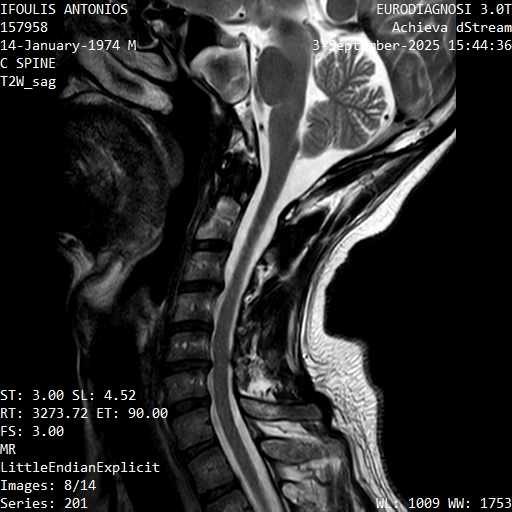 IFOULIS ANTONIOS
157958
14-January-1974 M
C SPINE
T2W_sag
EURODIAGNOSI 3.0T
Achieva dStream
3-September-2025 15:44:36
ST: 3.00 SL: 4.52
RT: 3273.72 ET: 90.00
FS: 3.00
MR
LittleEndianExplicit
Images: 8/14
Series: 201
WL: 1009 WW: 1753